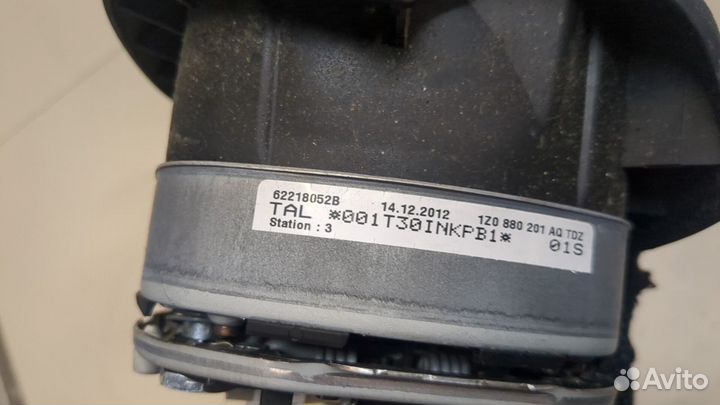 62218052B 14.12.2012 1Z0 880 201 AQ TDZ
TAL *001T30INKPB1* 01S
Station : 3
Avito